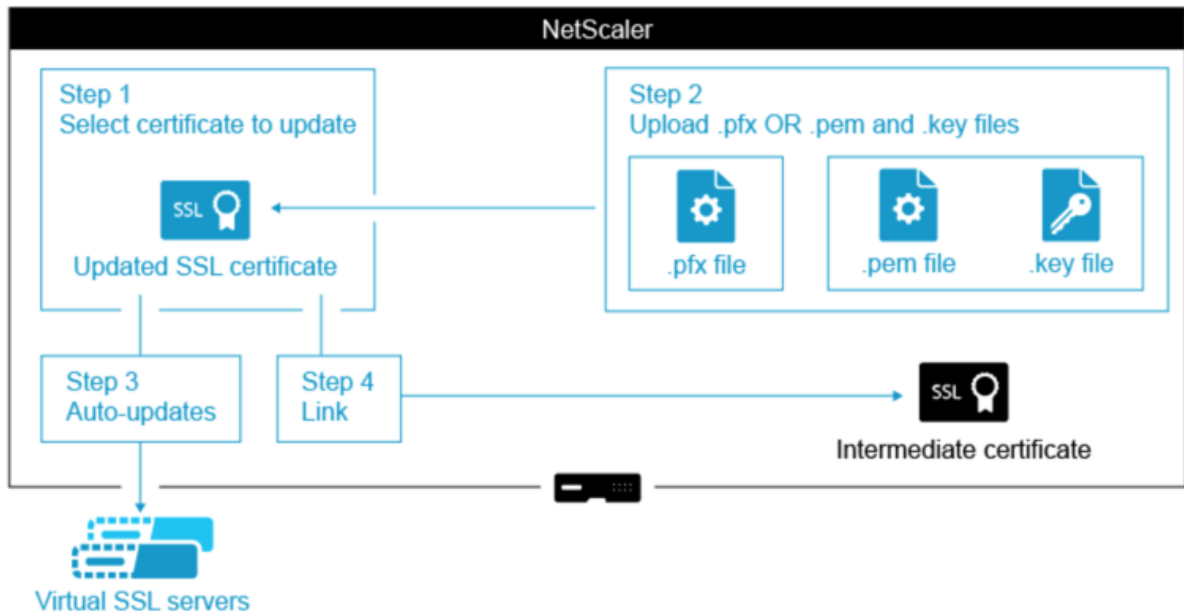 NetScaler
Step 1
Select certificate to update
SSL
Updated SSL certificate
Step 2
Upload .pfx OR .pem and .key files
.pfx file
.pem file
.key file
Step 3
Auto-updates
Step 4
Link
SSL
Intermediate certificate
Virtual SSL servers